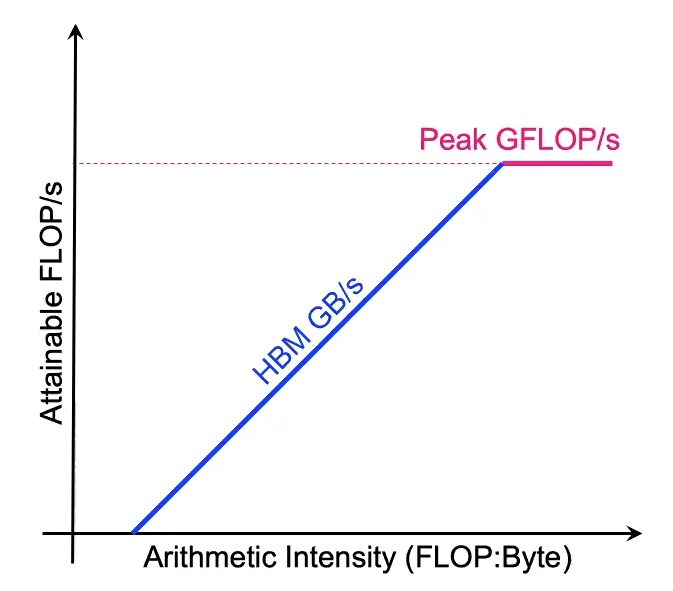 Peak GFLOP/s
HBM GB/s
Attainable FLOP/s
Arithmetic Intensity (FLOP:Byte)